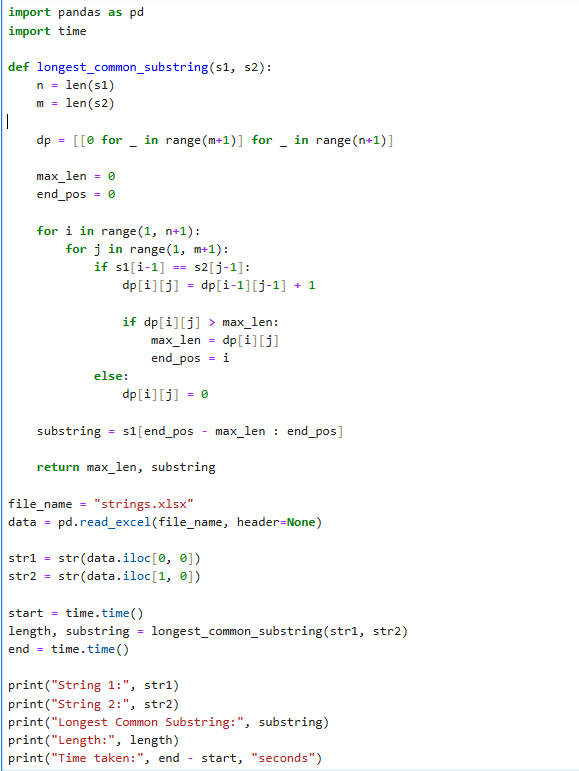 import pandas as pd
import time
def longest_common_substring(s1, s2):
    n = len(s1)
    m = len(s2)
    dp = [[0 for _ in range(m+1)] for _ in range(n+1)]
    max_len = 0
    end_pos = 0
    for i in range(1, n+1):
        for j in range(1, m+1):
            if s1[i-1] == s2[j-1]:
                dp[i][j] = dp[i-1][j-1] + 1
                if dp[i][j] > max_len:
                    max_len = dp[i][j]
                    end_pos = i
            else:
                dp[i][j] = 0
    substring = s1[end_pos - max_len : end_pos]
    return max_len, substring
file_name = "strings.xlsx"
data = pd.read_excel(file_name, header=None)
str1 = str(data.iloc[0, 0])
str2 = str(data.iloc[1, 0])
start = time.time()
length, substring = longest_common_substring(str1, str2)
end = time.time()
print("String 1:", str1)
print("String 2:", str2)
print("Longest Common Substring:", substring)
print("Length:", length)
print("Time taken:", end - start, "seconds")